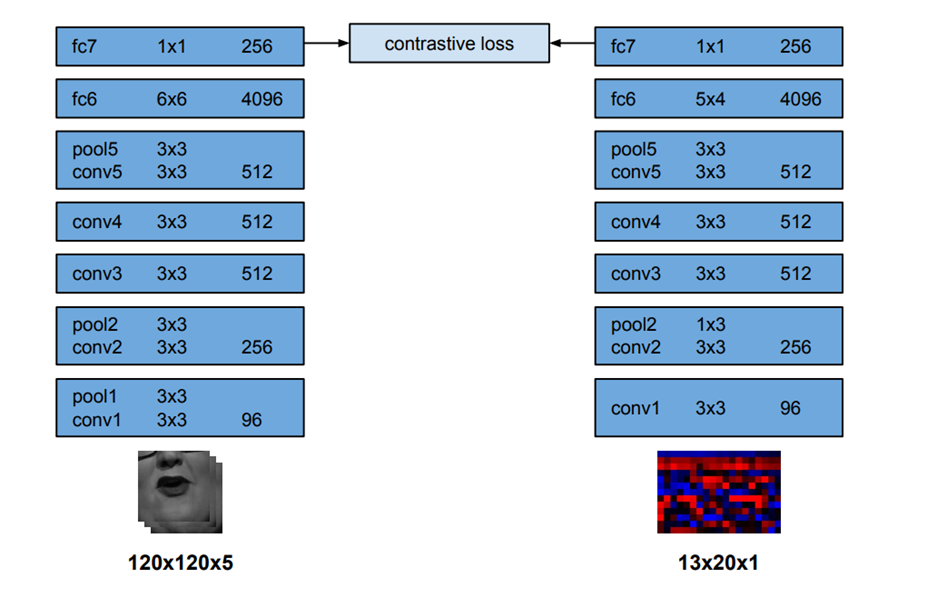 fc7 1x1 256
contrastive loss
fc7 1x1 256
fc6 6x6 4096
fc6 5x4 4096
pool5 3x3
conv5 3x3 512
pool5 3x3
conv5 3x3 512
conv4 3x3 512
conv4 3x3 512
conv3 3x3 512
conv3 3x3 512
pool2 3x3
conv2 3x3 256
pool2 1x3
conv2 3x3 256
pool1 3x3
conv1 3x3 96
conv1 3x3 96
120x120x5
13x20x1